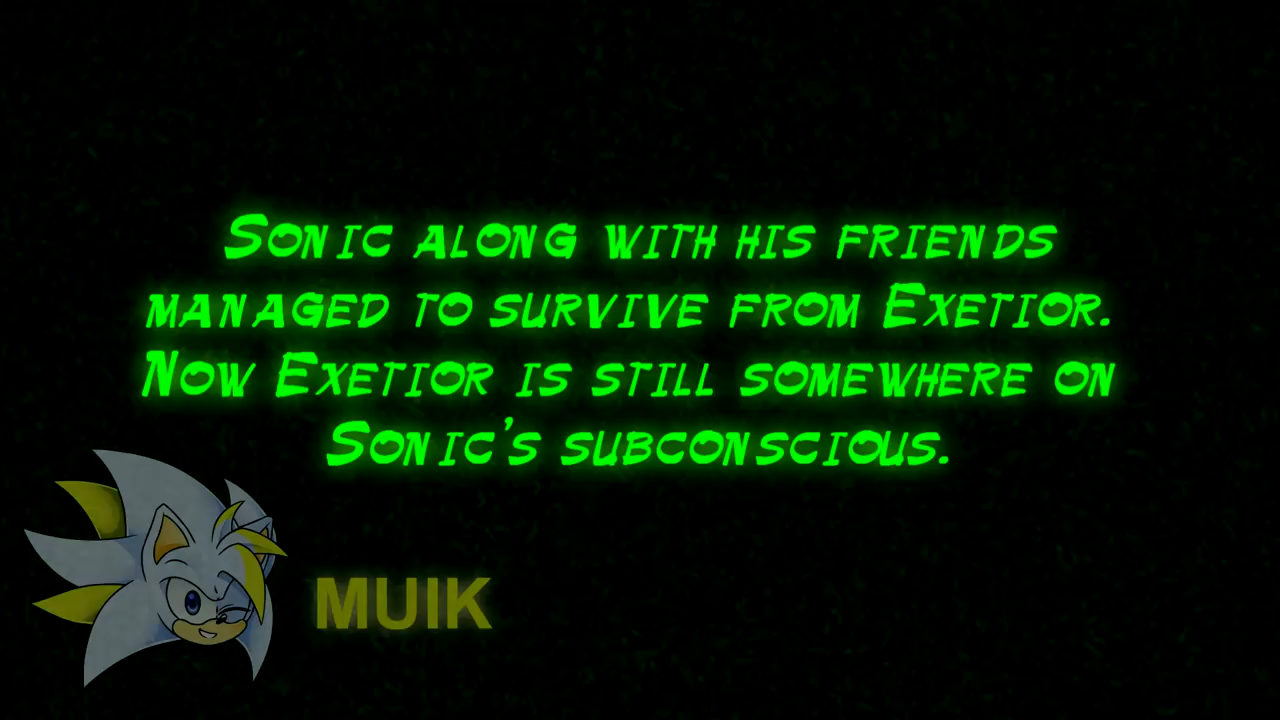 Sonic along with his friends
managed to survive from Exetior.
Now Exetior is still somewhere on
Sonic's subconscious.
MUIK